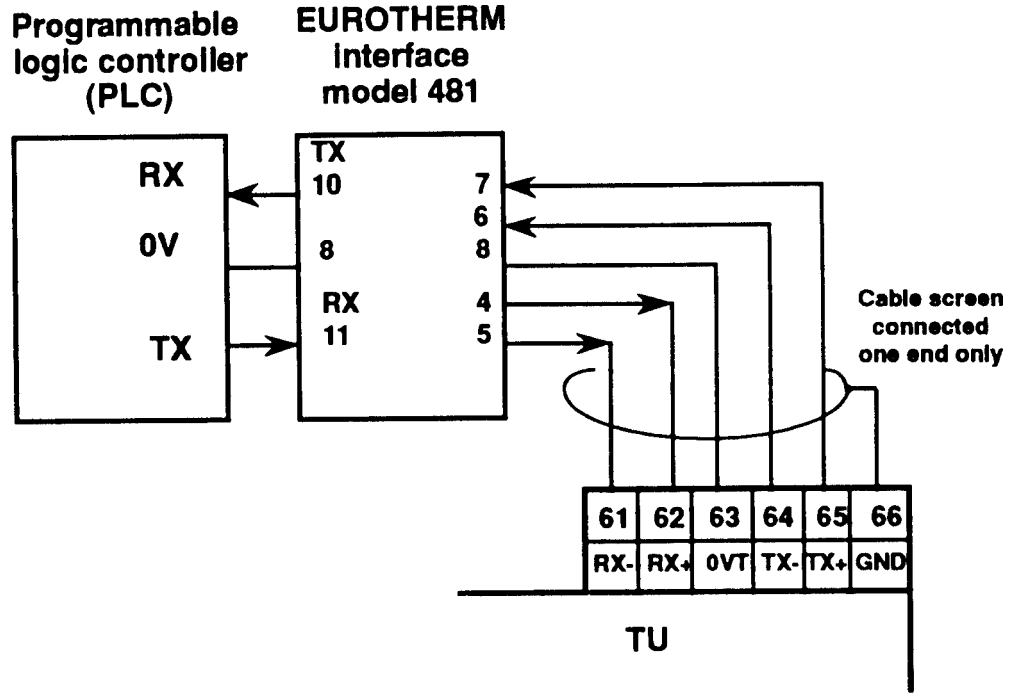 Programmable
logic controller
(PLC)
EUROTHERM
Interface
model 481
RX
0V
TX
TX
10
8
RX
11
7
6
8
4
5
Cable screen
connected
one end only
61 62 63 64 65 66
RX- RX+ 0VT TX- TX+ GND
TU